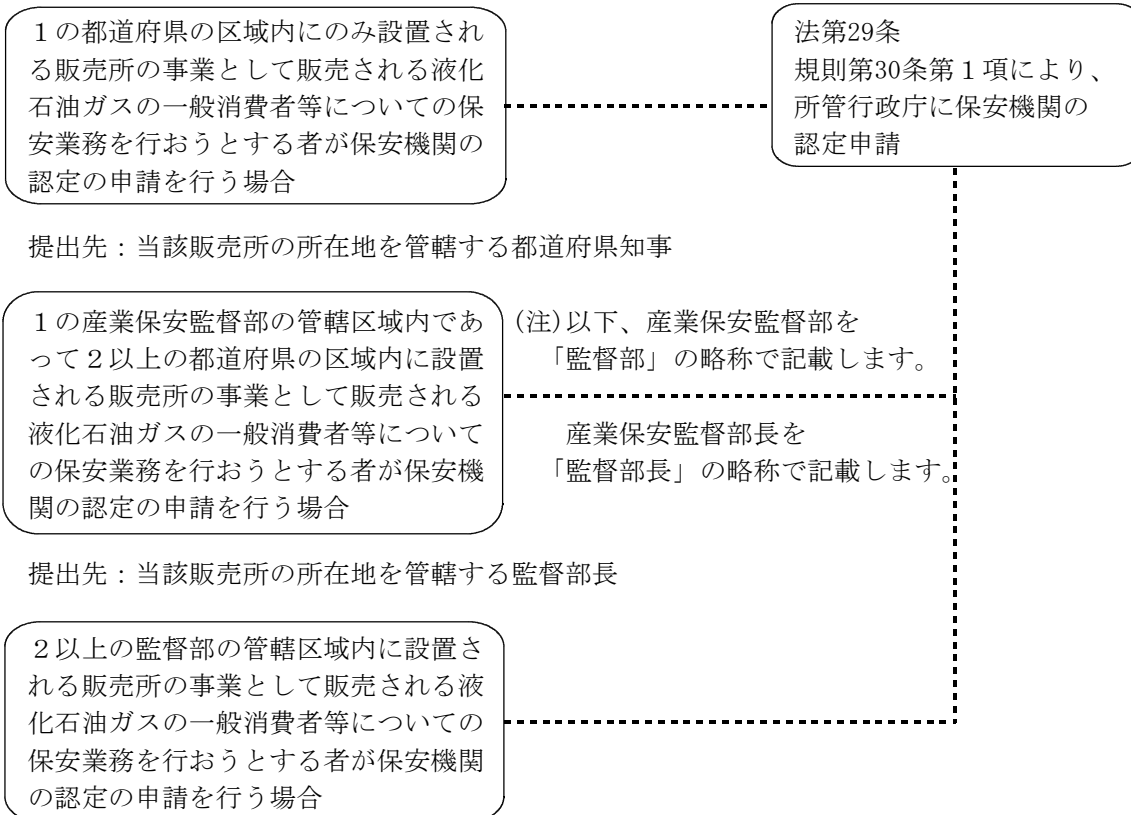 １の都道府県の区域内にのみ設置され
る販売所の事業として販売される液化
石油ガスの一般消費者等についての保
安業務を行おうとする者が保安機関の
認定の申請を行う場合
法第29条
規則第30条第１項により、
所管行政庁に保安機関の
認定申請
提出先：当該販売所の所在地を管轄する都道府県知事
１の産業保安監督部の管轄区域内であ
って２以上の都道府県の区域内に設置
される販売所の事業として販売される
液化石油ガスの一般消費者等について
の保安業務を行おうとする者が保安機
関の認定の申請を行う場合
(注)以下、産業保安監督部を
「監督部」の略称で記載します。
産業保安監督部長を
「監督部長」の略称で記載します。
提出先：当該販売所の所在地を管轄する監督部長
２以上の監督部の管轄区域内に設置さ
れる販売所の事業として販売される液
化石油ガスの一般消費者等についての
保安業務を行おうとする者が保安機関
の認定の申請を行う場合